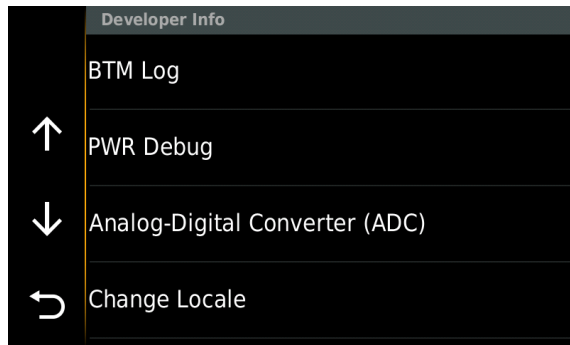 Developer Info
BTM Log
PWR Debug
Analog-Digital Converter (ADC)
Change Locale